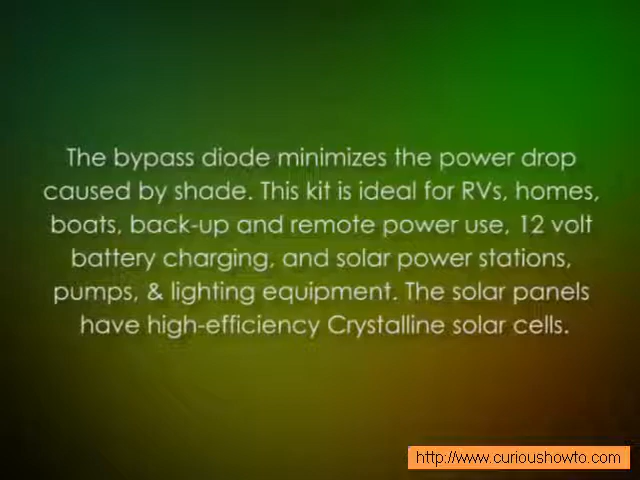 The bypass diode minimizes the power drop
caused by shade. This kit is ideal for RVs, homes,
boats, back-up and remote power use, 12 volt
battery charging, and solar power stations,
pumps, & lighting equipment. The solar panels
have high-efficiency Crystalline solar cells.
http://www.curioushowto.com